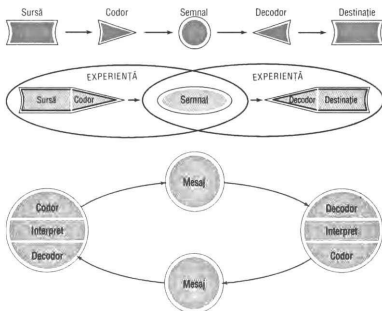 Sursă Codor Semnal Decodor Destinație
EXPERIENȚĂ EXPERIENȚĂ
Sursă Codor Semnal Decodor Destinație
Mesaj
Codor Decodor
Interpret Interpret
Decodor Codor
Mesaj